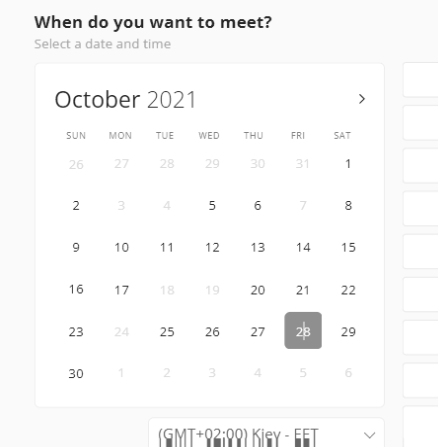 When do you want to meet?
Select a date and time
October 2021
SUN MON TUE WED THU FRI SAT
26 27 28 29 30 31 1
2 3 4 5 6 7 8
9 10 11 12 13 14 15
16 17 18 19 20 21 22
23 24 25 26 27 28 29
30 1 2 3 4 5 6
(GMT+02:00) Kiev - EET